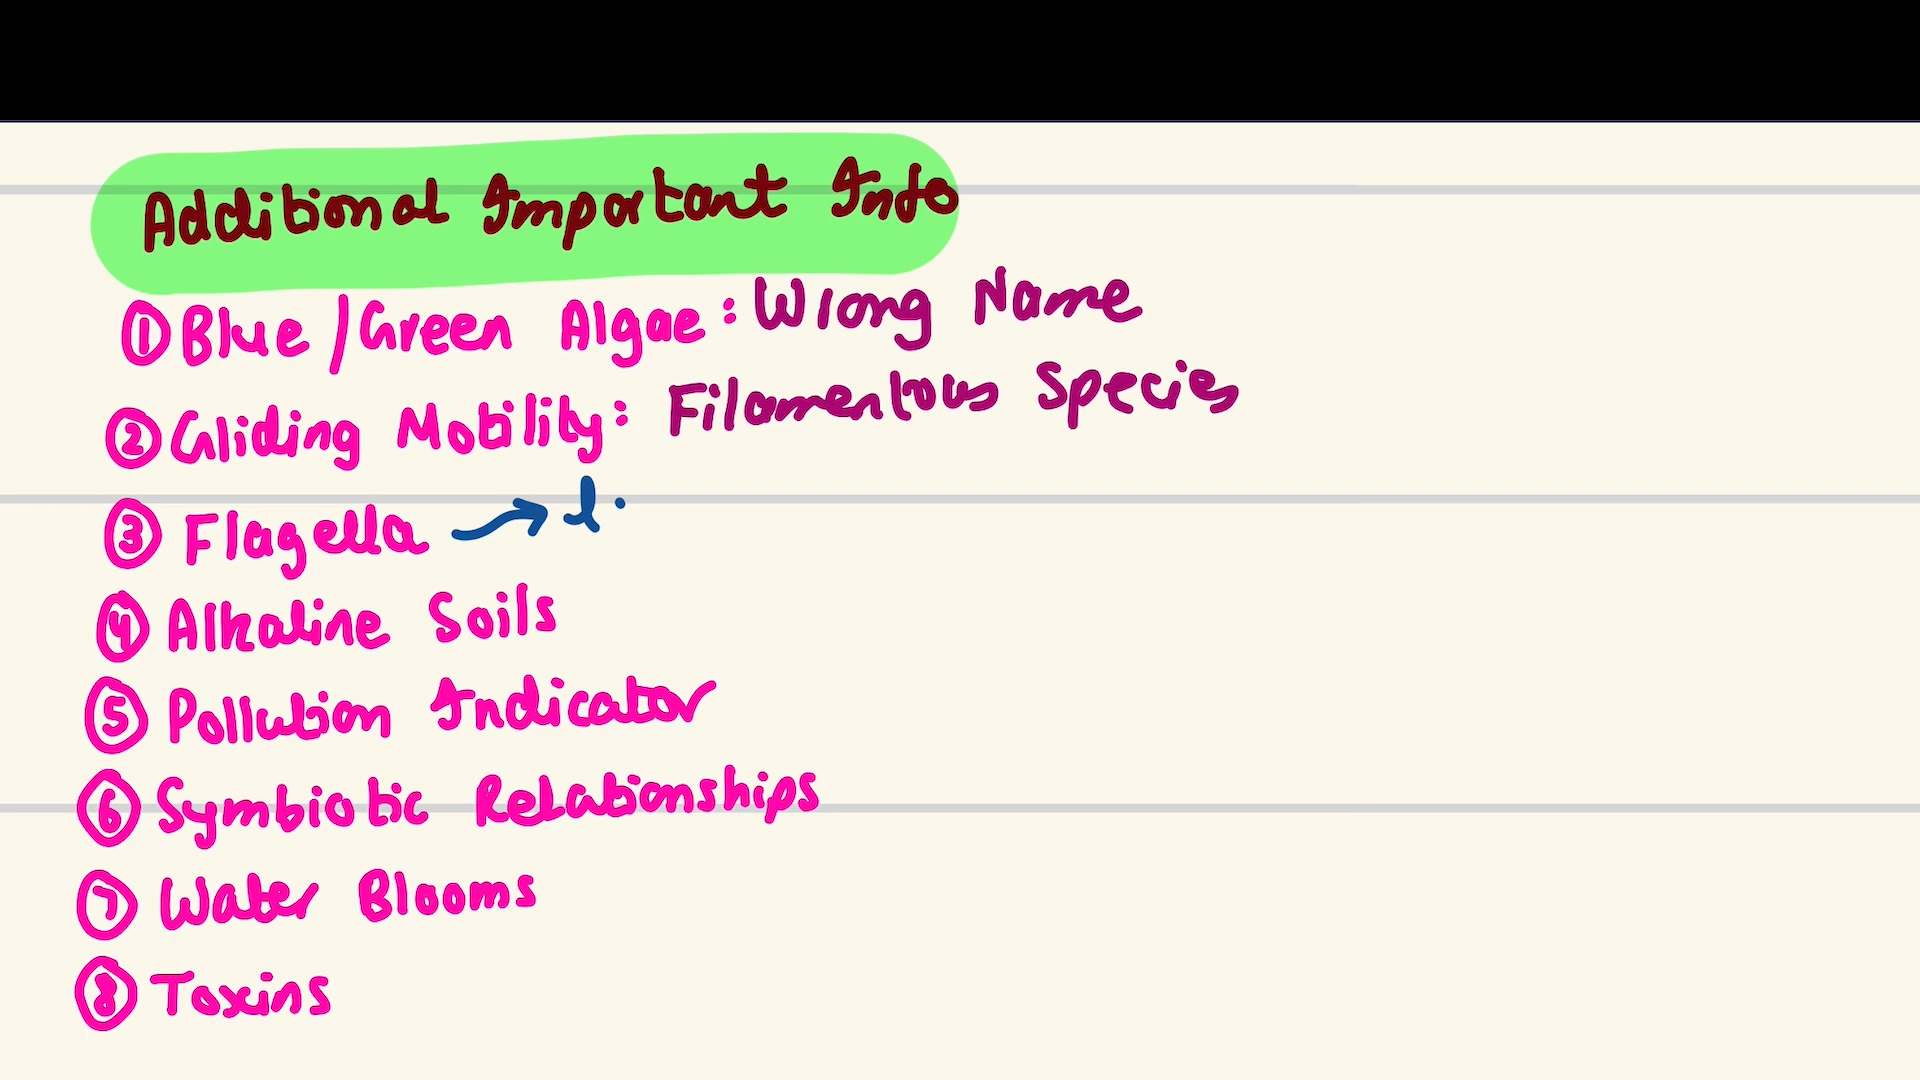 Additional Important Info
① Blue/Green Algae: Wrong Name
② Gliding Motility: Filamentous Species
③ Flagella →
④ Alkaline Soils
⑤ Pollution Indicator
⑥ Symbiotic Relationships
⑦ Water Blooms
⑧ Toxins